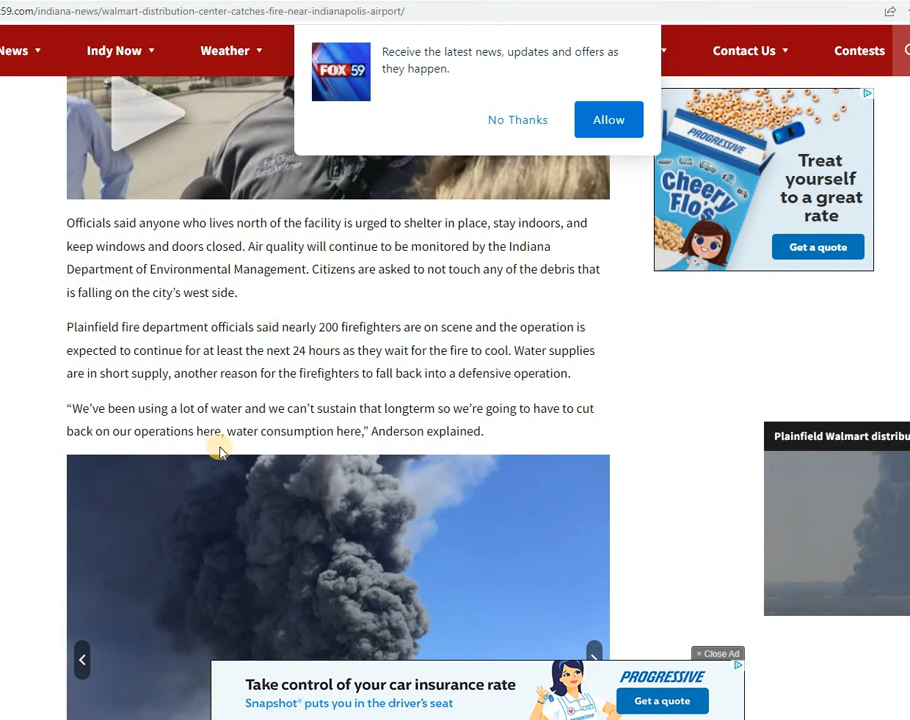 59.com/indiana-news/walmart-distribution-center-catches-fire-near-indianapolis-airport/
News Indy Now Weather Contact Us Contests
FOX 59
Receive the latest news, updates and offers as
they happen.
No Thanks
Allow
PROGRESSIVE
Cheery
Flo's
Treat
yourself
to a great
rate
Get a quote
Officials said anyone who lives north of the facility is urged to shelter in place, stay indoors, and
keep windows and doors closed. Air quality will continue to be monitored by the Indiana
Department of Environmental Management. Citizens are asked to not touch any of the debris that
is falling on the city’s west side.
Plainfield fire department officials said nearly 200 firefighters are on scene and the operation is
expected to continue for at least the next 24 hours as they wait for the fire to cool. Water supplies
are in short supply, another reason for the firefighters to fall back into a defensive operation.
“We’ve been using a lot of water and we can’t sustain that longterm so we’re going to have to cut
back on our operations here, water consumption here,” Anderson explained.
Plainfield Walmart distribu
× Close Ad
Take control of your car insurance rate
Snapshot® puts you in the driver’s seat
PROGRESSIVE
Get a quote